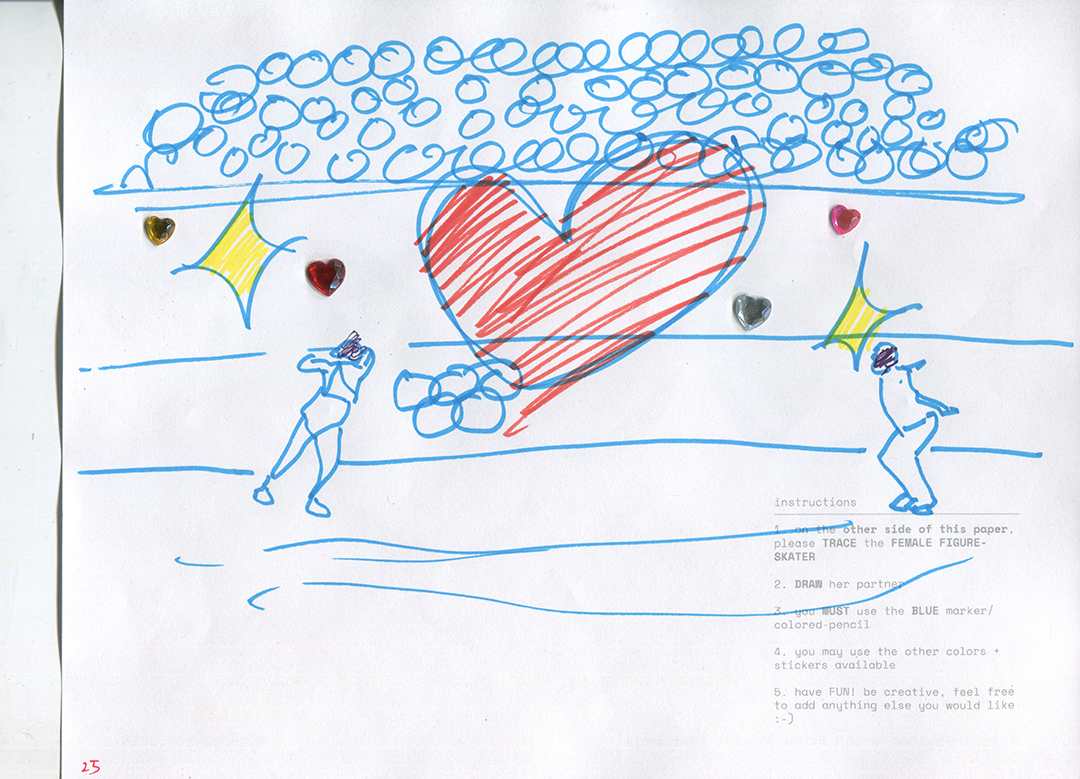 instructions
1. on the other side of this paper,
please TRACE the FEMALE FIGURE-
SKATER
2. DRAW her partner
3. you MUST use the BLUE marker/
colored-pencil
4. you may use the other colors +
stickers available
5. have FUN! be creative, feel free
to add anything else you would like
:-)
25